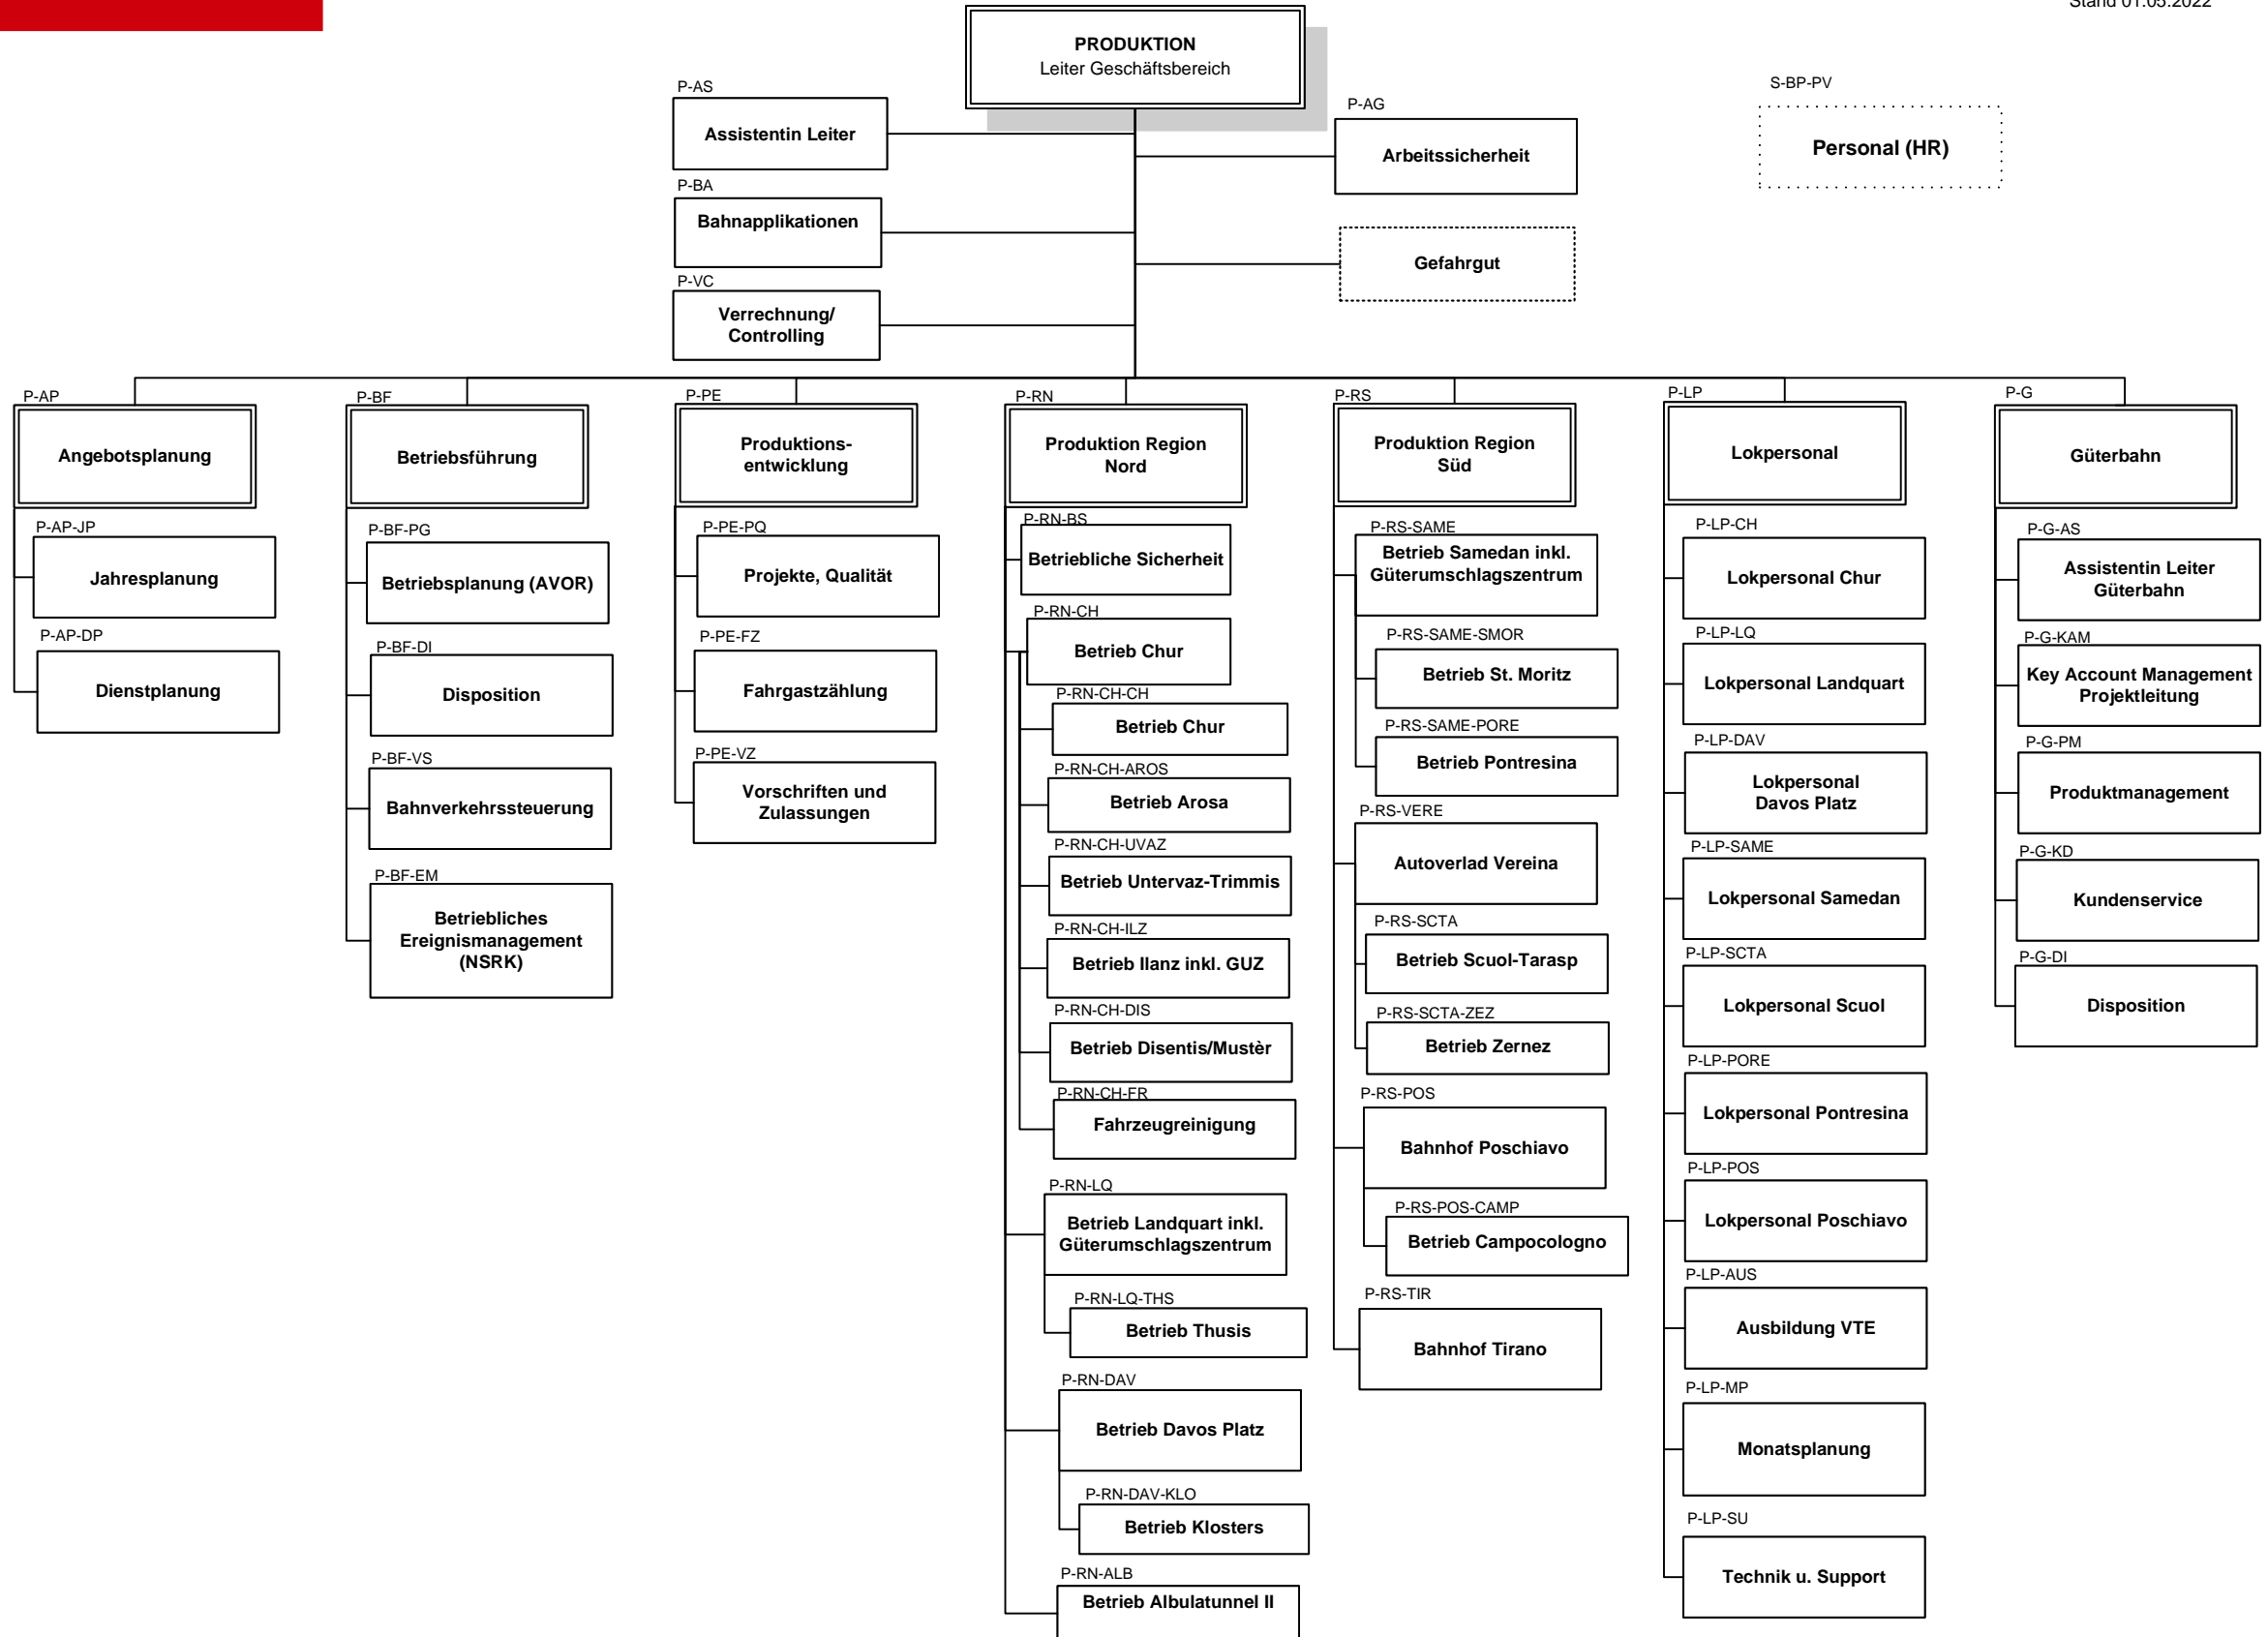 Stand 01.05.2022
PRODUKTION
Leiter Geschäftsbereich
P-AS
Assistentin Leiter
P-BA
Bahnapplikationen
P-VC
Verrechnung/
Controlling
P-AG
Arbeitssicherheit
Gefahrgut
S-BP-PV
Personal (HR)
P-AP
Angebotsplanung
P-AP-JP
Jahresplanung
P-AP-DP
Dienstplanung
P-BF
Betriebsführung
P-BF-PG
Betriebsplanung (AVOR)
P-BF-DI
Disposition
P-BF-VS
Bahnverkehrssteuerung
P-BF-EM
Betriebliches
Ereignismanagement
(NSRK)
P-PE
Produktions-
entwicklung
P-PE-PQ
Projekte, Qualität
P-PE-FZ
Fahrgastzählung
P-PE-VZ
Vorschriften und
Zulassungen
P-RN
Produktion Region
Nord
P-RN-BS
Betriebliche Sicherheit
P-RN-CH
Betrieb Chur
P-RN-CH-CH
Betrieb Chur
P-RN-CH-AROS
Betrieb Arosa
P-RN-CH-UVAZ
Betrieb Untervaz-Trimmis
P-RN-CH-ILZ
Betrieb Ilanz inkl. GUZ
P-RN-CH-DIS
Betrieb Disentis/Mustèr
P-RN-CH-FR
Fahrzeugreinigung
P-RN-LQ
Betrieb Landquart inkl.
Güterumschlagszentrum
P-RN-LQ-THS
Betrieb Thusis
P-RN-DAV
Betrieb Davos Platz
P-RN-DAV-KLO
Betrieb Klosters
P-RN-ALB
Betrieb Albulatunnel II
P-RS
Produktion Region
Süd
P-RS-SAME
Betrieb Samedan inkl.
Güterumschlagszentrum
P-RS-SAME-SMOR
Betrieb St. Moritz
P-RS-SAME-PORE
Betrieb Pontresina
P-RS-VERE
Autoverlad Vereina
P-RS-SCTA
Betrieb Scuol-Tarasp
P-RS-SCTA-ZEZ
Betrieb Zernez
P-RS-POS
Bahnhof Poschiavo
P-RS-POS-CAMP
Betrieb Campocologno
P-RS-TIR
Bahnhof Tirano
P-LP
Lokpersonal
P-LP-CH
Lokpersonal Chur
P-LP-LQ
Lokpersonal Landquart
P-LP-DAV
Lokpersonal
Davos Platz
P-LP-SAME
Lokpersonal Samedan
P-LP-SCTA
Lokpersonal Scuol
P-LP-PORE
Lokpersonal Pontresina
P-LP-POS
Lokpersonal Poschiavo
P-LP-AUS
Ausbildung VTE
P-LP-MP
Monatsplanung
P-LP-SU
Technik u. Support
P-G
Güterbahn
P-G-AS
Assistentin Leiter
Güterbahn
P-G-KAM
Key Account Management
Projektleitung
P-G-PM
Produktmanagement
P-G-KD
Kundenservice
P-G-DI
Disposition